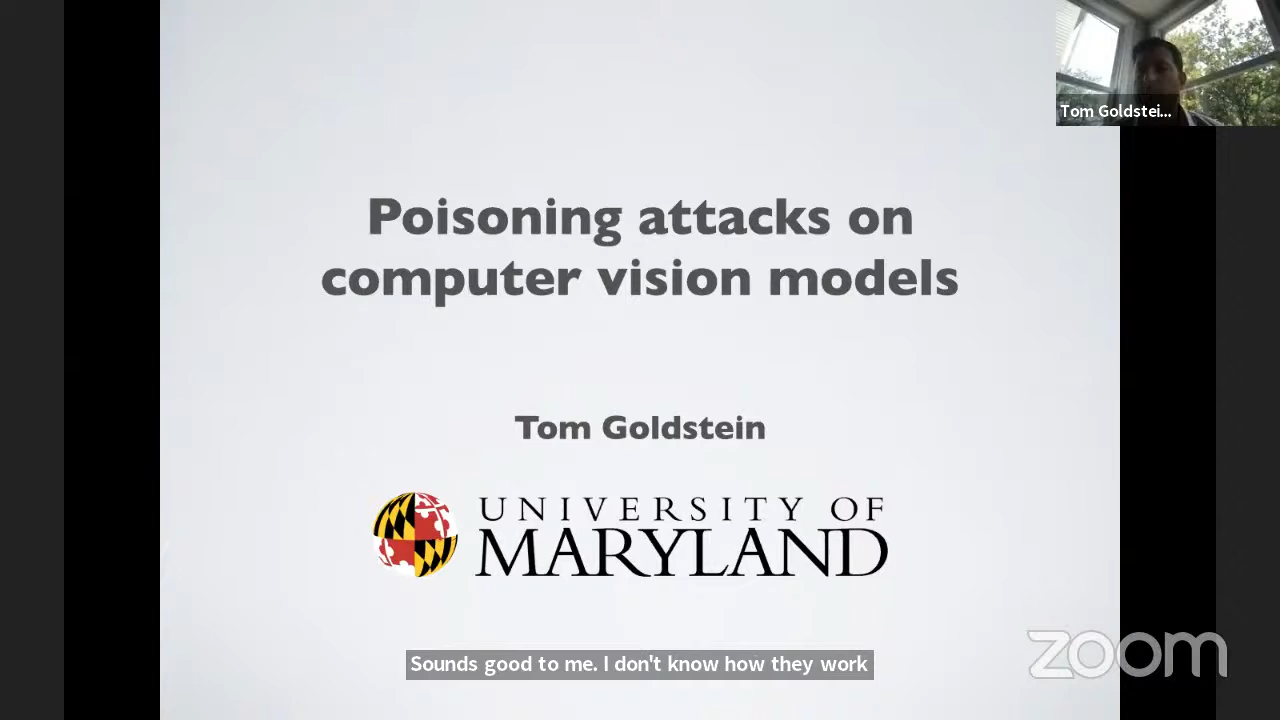 Tom Goldstei...
Poisoning attacks on
computer vision models
Tom Goldstein
UNIVERSITY OF
MARYLAND
Sounds good to me. I don't know how they work
zoom